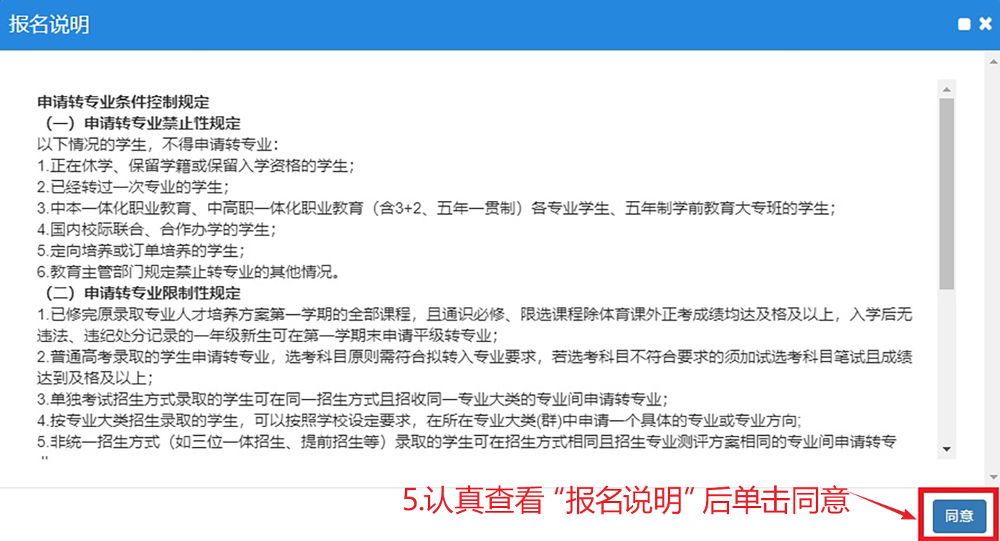 报名说明
申请转专业条件控制规定
（一）申请转专业禁止性规定
以下情况的学生，不得申请转专业：
1.正在休学、保留学籍或保留入学资格的学生；
2.已经转过一次专业的学生；
3.中本一体化职业教育、中高职一体化职业教育（含3+2、五年一贯制）各专业学生、五年制学前教育大专班的学生；
4.国内校际联合、合作办学的学生；
5.定向培养或订单培养的学生；
6.教育主管部门规定禁止转专业的其他情况。
（二）申请转专业限制性规定
1.已修完原录取专业人才培养方案第一学期的全部课程，且通识必修、限选课程除体育课外正考成绩均达及格及以上，入学后无
违法、违纪处分记录的一年级新生可在第一学期末申请平级转专业；
2.普通高考录取的学生申请转专业，选考科目原则需符合拟转入专业要求，若选考科目不符合要求的须加试选考科目笔试且成绩
达到及格及以上；
3.单独考试招生方式录取的学生可在同一招生方式且招收同一专业大类的专业间申请转专业；
4.按专业大类招生录取的学生，可以按照学校设定要求，在所在专业大类(群)中申请一个具体的专业或专业方向;
5.非统一招生方式（如三位一体招生、提前招生等）录取的学生可在招生方式相同且招生专业测评方案相同的专业间申请转专
5.认真查看“报名说明”后单击同意
同意